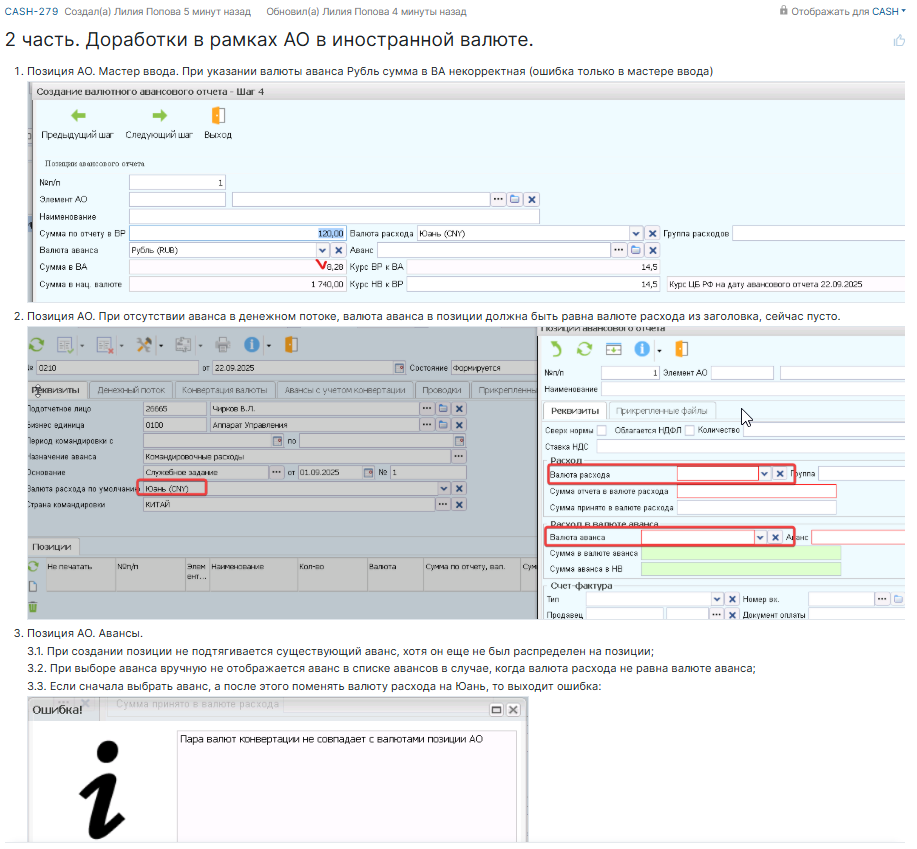 CASH-279 Создал(а) Лилия Попова 5 минут назад Обновил(а) Лилия Попова 4 минуты назад Отображать для CASH
2 часть. Доработки в рамках АО в иностранной валюте.
1. Позиция АО. Мастер ввода. При указании валюты аванса Рубль сумма в ВА некорректная (ошибка только в мастере ввода)
Создание валютного авансового отчета - Шаг 4
Предыдущий шаг Следующий шаг Выход
Позиции авансового отчета
№п/п 1
Элемент АО
Наименование
Сумма по отчету в ВР 120,00 Валюта расхода Юань (CNY) Группа расходов
Валюта аванса Рубль (RUB) Аванс
Сумма в ВА 8,28 Курс ВР к ВА 14,5
Сумма в нац. валюте 1 740,00 Курс НВ к ВР 14,5 Курс ЦБ РФ на дату авансового отчета 22.09.2025
2. Позиция АО. При отсутствии аванса в денежном потоке, валюта аванса в позиции должна быть равна валюте расхода из заголовка, сейчас пусто.
Позиции авансового отчета
№ 0210 от 22.09.2025 Состояние Формируется
Реквизиты Денежный поток Конвертация валюты Авансы с учетом конвертации Проводки Прикрепленны
Подотчетное лицо 26665 Чирков В.Л.
Бизнес единица 0100 Аппарат Управления
Период командировки с по
Назначение аванса Командировочные расходы
Основание Служебное задание от 01.09.2025 № 1
Валюта расхода по умолчанию Юань (CNY)
Страна командировки КИТАЙ
Позиции
Не печатать №п/п Элем ент... Наименование Кол-во Валюта Сумма по отчету, вал. Сум
№п/п 1 Элемент АО
Наименование
Реквизиты Прикрепленные файлы
Сверх нормы Облагается НДФЛ Количество
Ставка НДС
Расход
Валюта расхода Группа
Сумма отчета в валюте расхода
Сумма принято в валюте расхода
Расход в валюте аванса
Валюта аванса Аванс
Сумма в валюте аванса
Сумма аванса в НВ
Счет-фактура
Тип Номер вх.
Продавец Документ оплаты
3. Позиция АО. Авансы.
3.1. При создании позиции не подтягивается существующий аванс, хотя он еще не был распределен на позиции;
3.2. При выборе аванса вручную не отображается аванс в списке авансов в случае, когда валюта расхода не равна валюте аванса;
3.3. Если сначала выбрать аванс, а после этого поменять валюту расхода на Юань, то выходит ошибка:
Ошибка! Сумма принято в валюте расхода
Пара валют конвертации не совпадает с валютами позиции АО